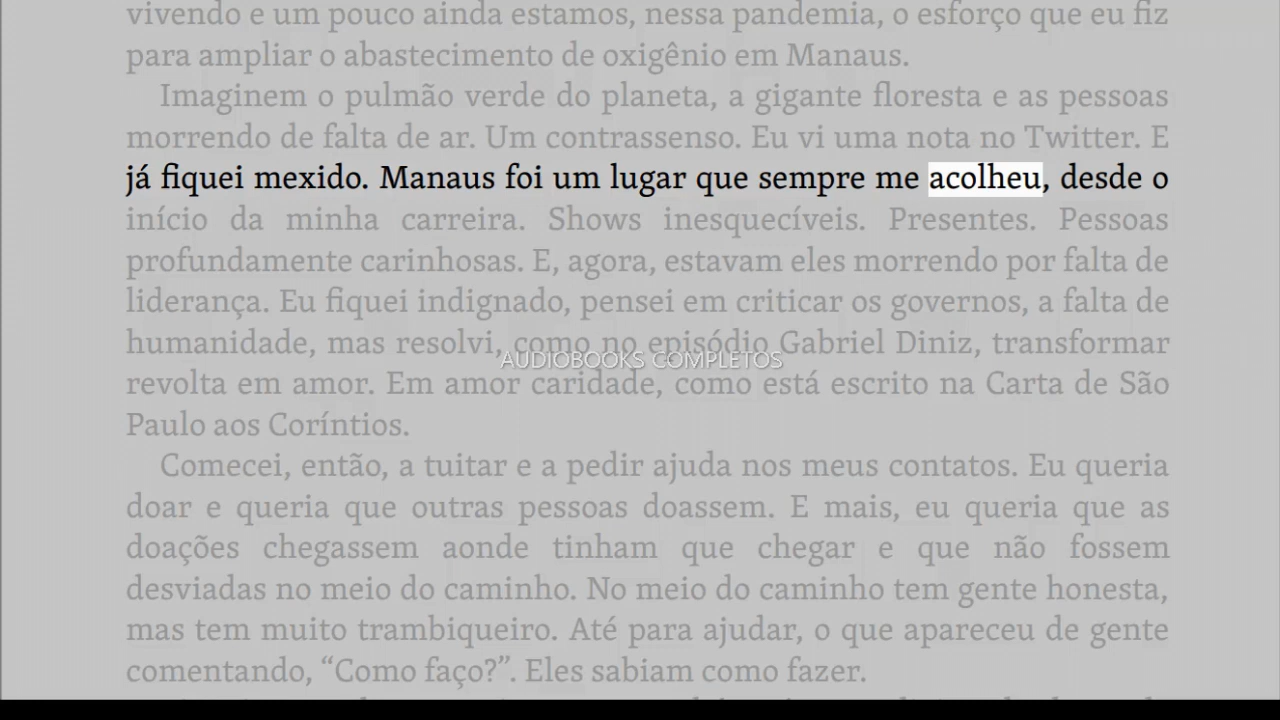 vivendo e um pouco ainda estamos, nessa pandemia, o esforço que eu fiz
para ampliar o abastecimento de oxigênio em Manaus.
Imaginem o pulmão verde do planeta, a gigante floresta e as pessoas
morrendo de falta de ar. Um contrassenso. Eu vi uma nota no Twitter. E
já fiquei mexido. Manaus foi um lugar que sempre me acolheu, desde o
início da minha carreira. Shows inesquecíveis. Presentes. Pessoas
profundamente carinhosas. E, agora, estavam eles morrendo por falta de
liderança. Eu fiquei indignado, pensei em criticar os governos, a falta de
humanidade, mas resolvi, como no episódio Gabriel Diniz, transformar
AUDIOBOOKS COMPLETOS
revolta em amor. Em amor caridade, como está escrito na Carta de São
Paulo aos Coríntios.
Comecei, então, a tuitar e a pedir ajuda nos meus contatos. Eu queria
doar e queria que outras pessoas doassem. E mais, eu queria que as
doações chegassem aonde tinham que chegar e que não fossem
desviadas no meio do caminho. No meio do caminho tem gente honesta,
mas tem muito trambiqueiro. Até para ajudar, o que apareceu de gente
comentando, “Como faço?”. Eles sabiam como fazer.